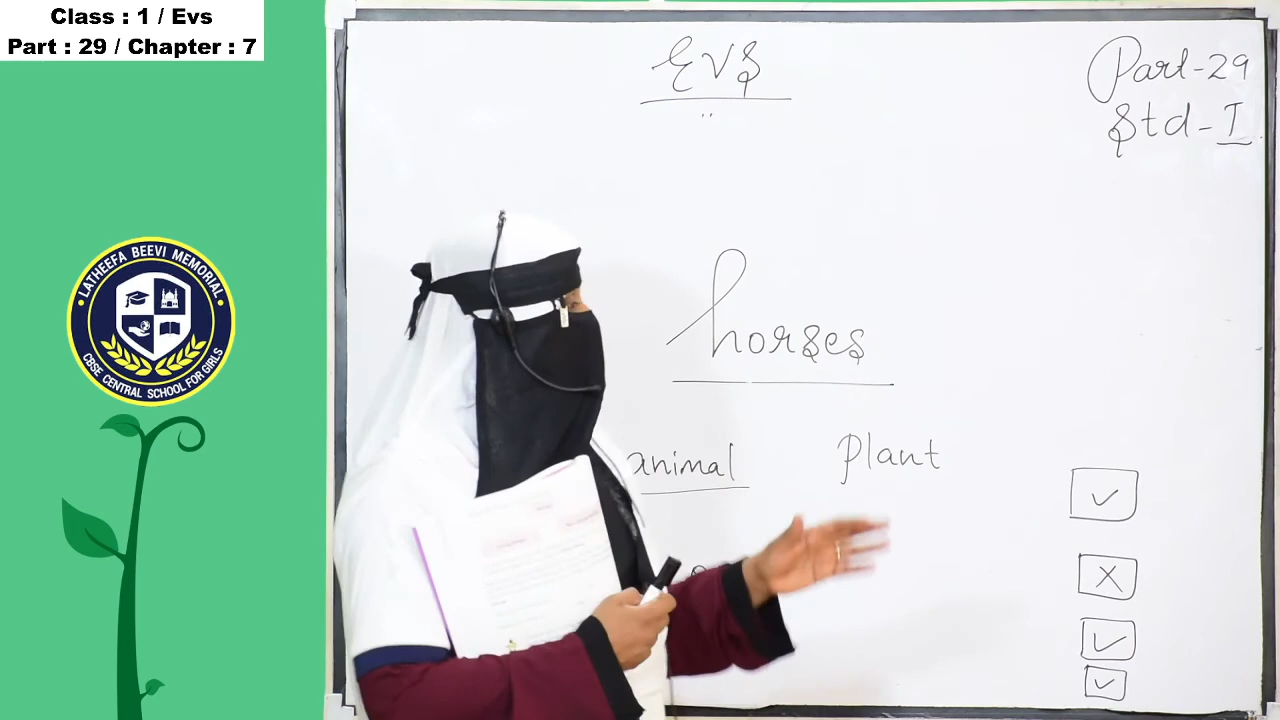 Class : 1 / Evs
Part : 29 / Chapter : 7
EVS
Part-29
Std-I
LATHEEFA BEEVI MEMORIAL
CBSE CENTRAL SCHOOL FOR GIRLS
horses
animal
plant